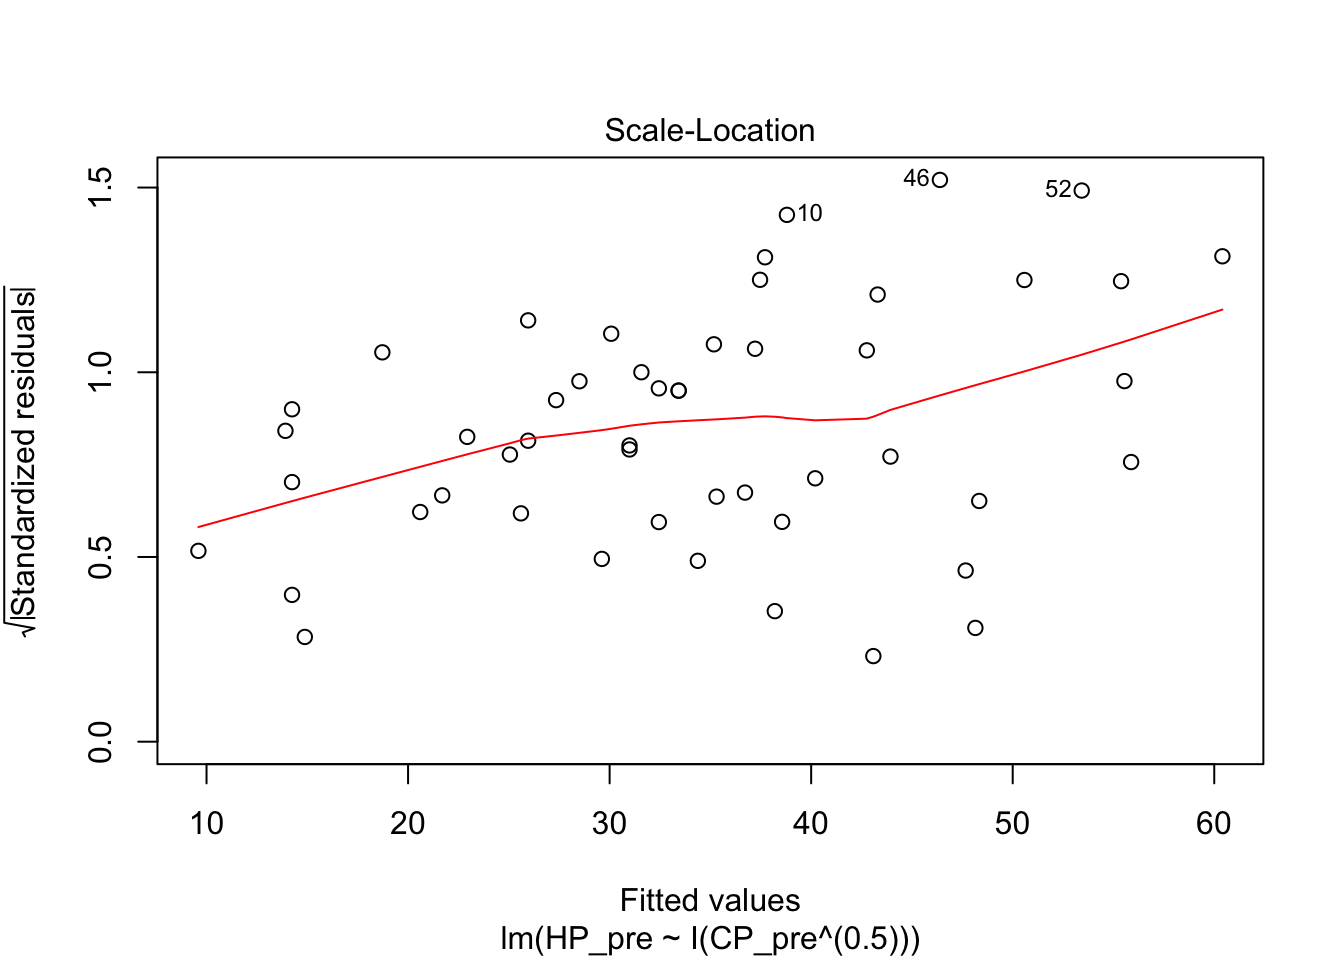 Scale-Location
√|Standardized residuals|
1.5
1.0
0.5
0.0
46
52
10
10 20 30 40 50 60
Fitted values
lm(HP_pre ~ I(CP_pre^(0.5)))